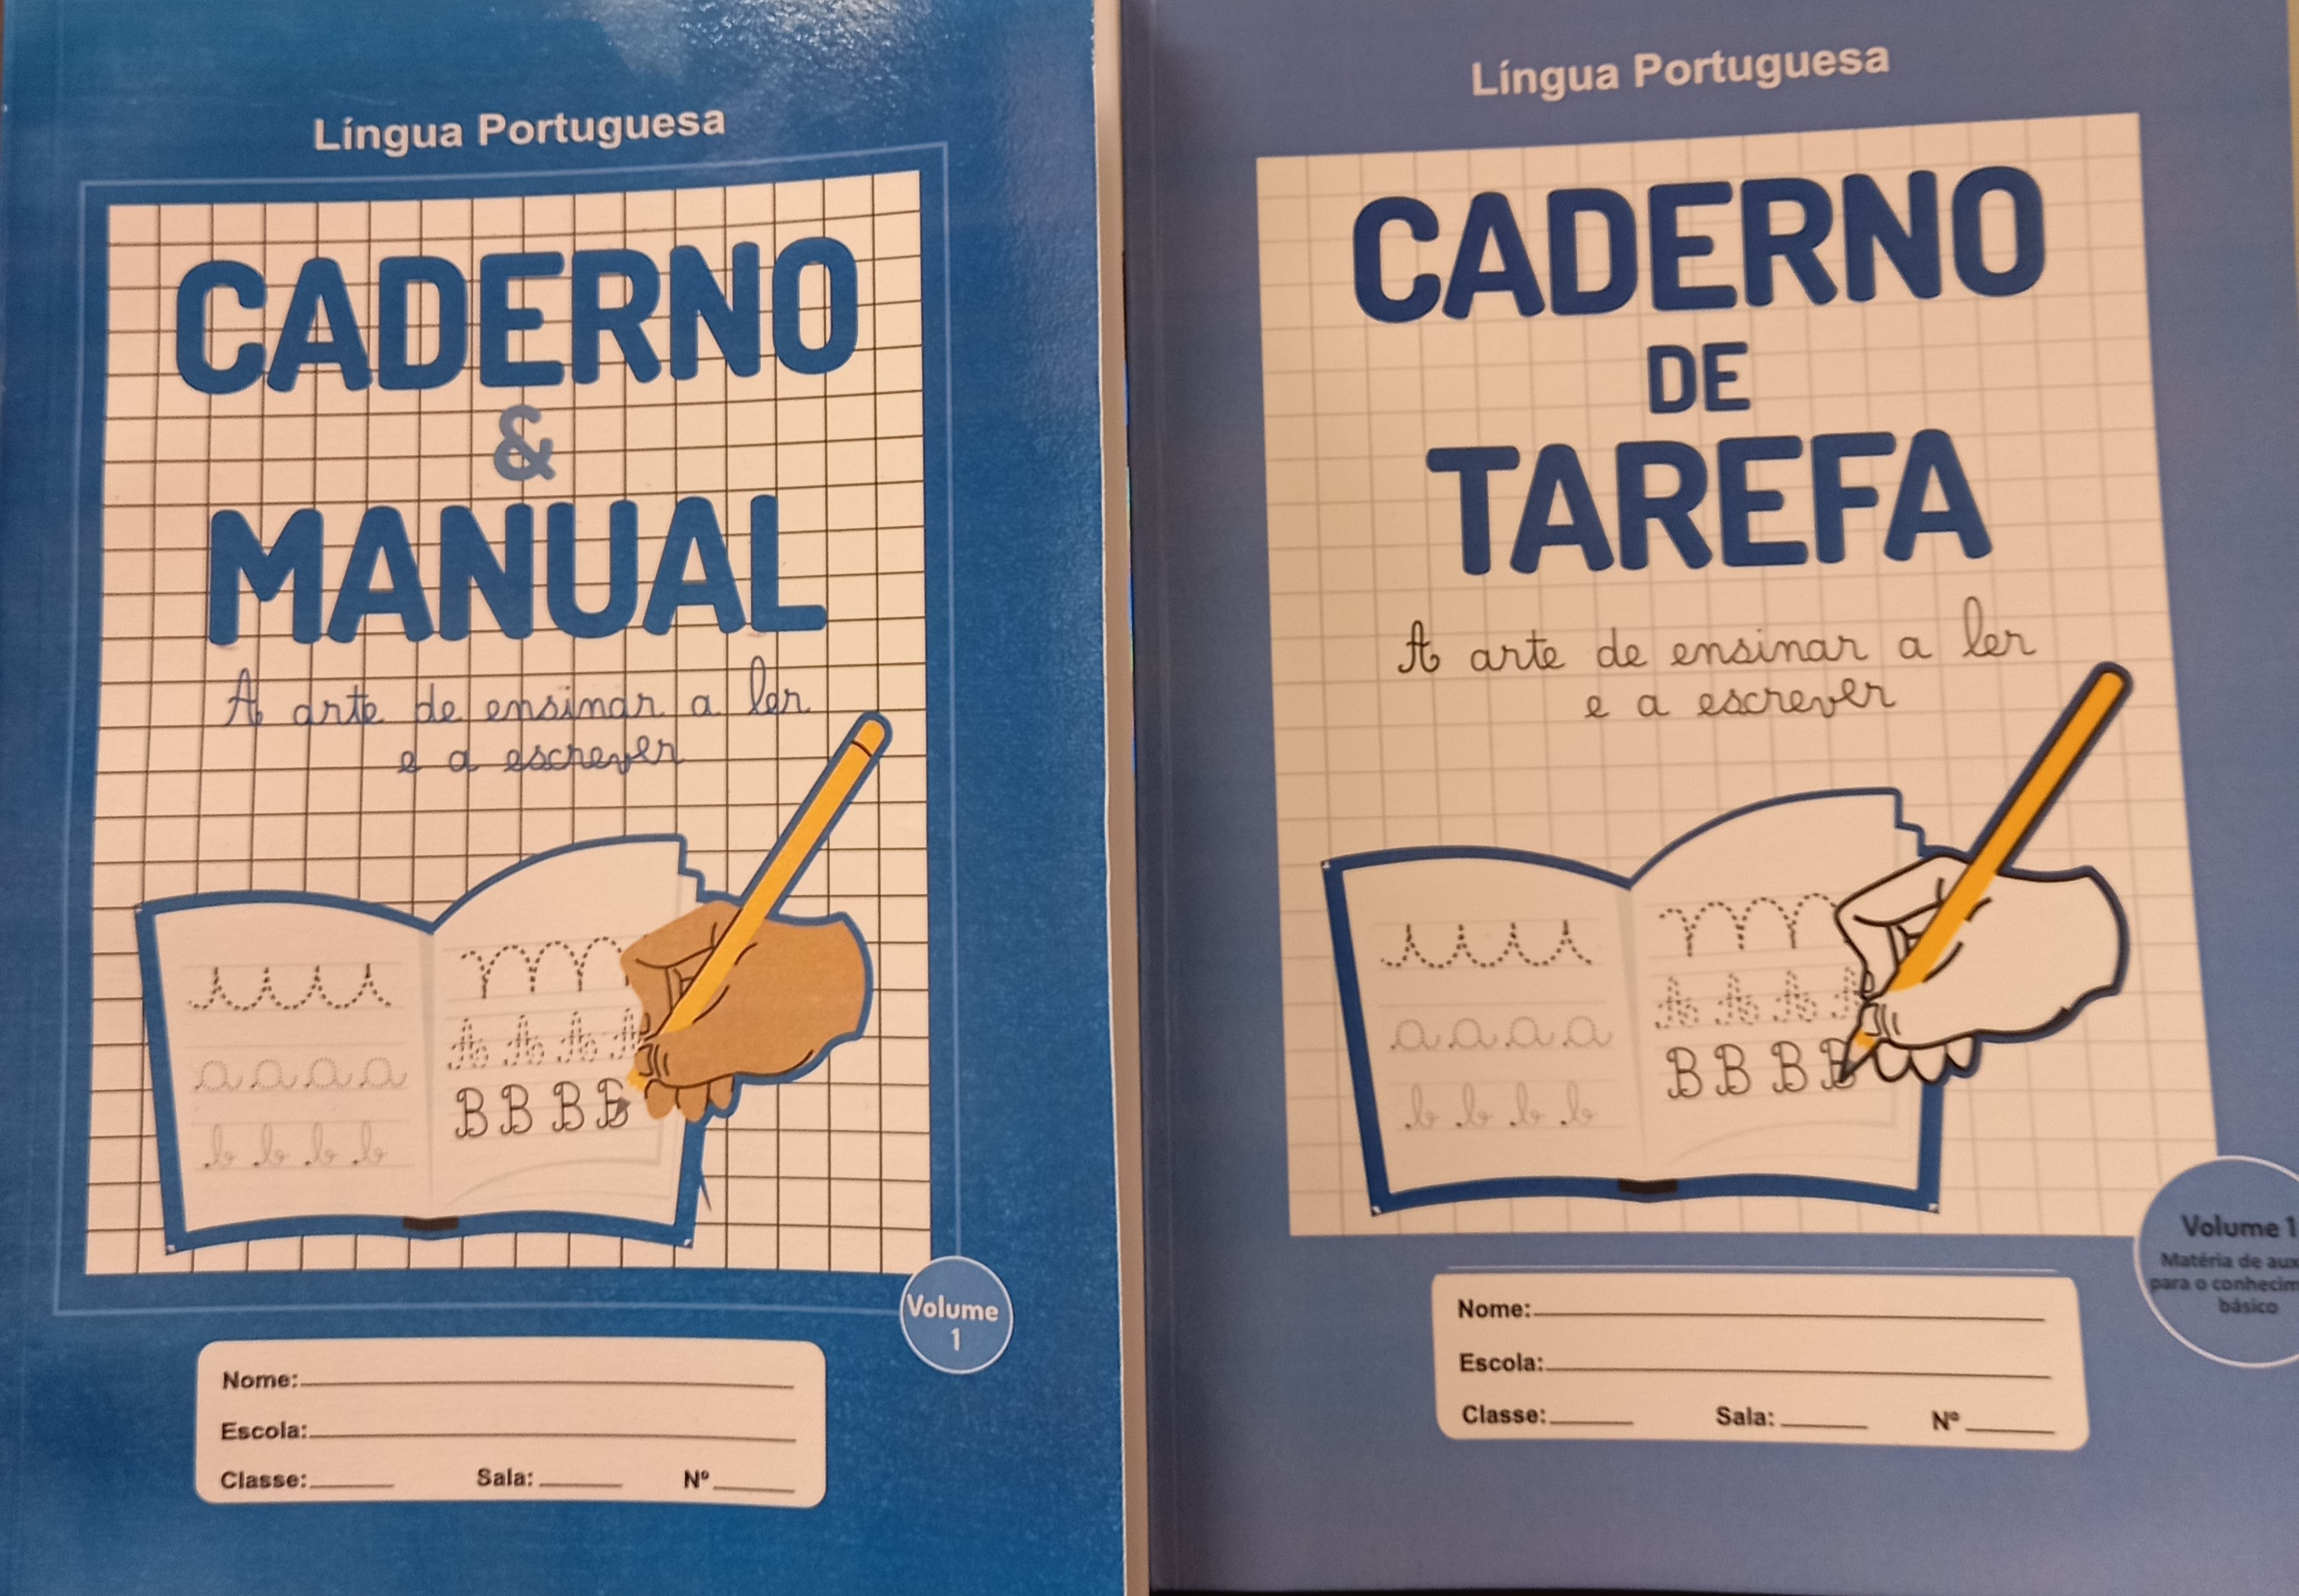 Língua Portuguesa
CADERNO
&
MANUAL
A arte de ensinar a ler
e a escrever
a a a a
b b b b
B B B B
Volume
1
Nome:
Escola:
Classe: Sala: Nº
Língua Portuguesa
CADERNO
DE
TAREFA
A arte de ensinar a ler
e a escrever
a a a a
b b b b
B B B B
Volume 1
Matéria de
para o
básico
Nome:
Escola:
Classe: Sala: Nº